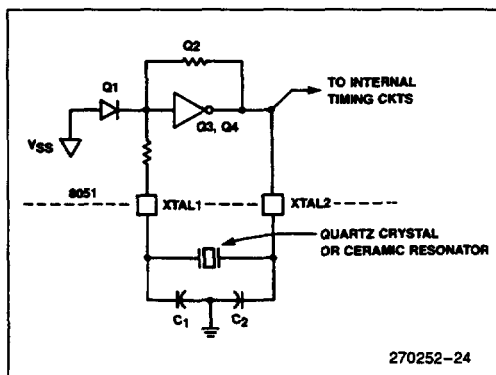 Q2
Q1
TO INTERNAL
TIMING CKTS
Q3, Q4
VSS
8051
XTAL1
XTAL2
QUARTZ CRYSTAL
OR CERAMIC RESONATOR
C1
C2
270252-24